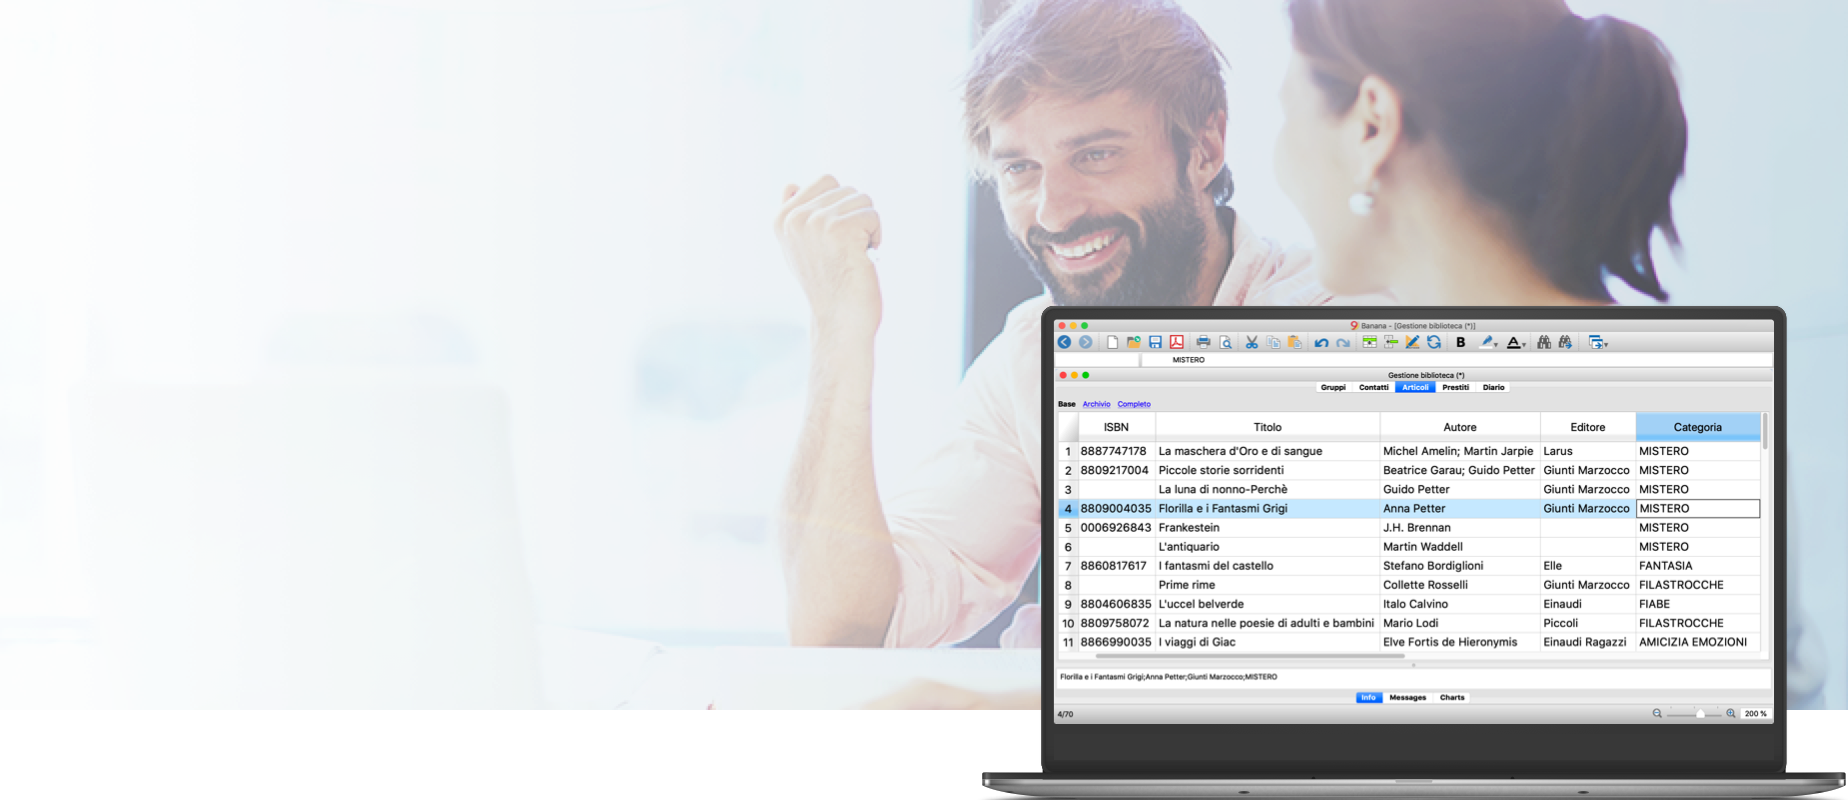 Banana - [Gestione biblioteca (*)]
B A
MISTERO
Gestione biblioteca (*)
Gruppi Contatti Articoli Prestiti Diario
Base Archivio Completo
ISBN Titolo Autore Editore Categoria
1 8887747178 La maschera d'Oro e di sangue Michel Amelin; Martin Jarpie Larus MISTERO
2 8809217004 Piccole storie sorridenti Beatrice Garau; Guido Petter Giunti Marzocco MISTERO
3 La luna di nonno-Perchè Guido Petter Giunti Marzocco MISTERO
4 8809004035 Florilla e i Fantasmi Grigi Anna Petter Giunti Marzocco MISTERO
5 0006926843 Frankestein J.H. Brennan MISTERO
6 L'antiquario Martin Waddell MISTERO
7 8860817617 I fantasmi del castello Stefano Bordiglioni Elle FANTASIA
8 Prime rime Collette Rosselli Giunti Marzocco FILASTROCCHE
9 8804606835 L'uccel belverde Italo Calvino Einaudi FIABE
10 8809758072 La natura nelle poesie di adulti e bambini Mario Lodi Piccoli FILASTROCCHE
11 8866990035 I viaggi di Giac Elve Fortis de Hieronymis Einaudi Ragazzi AMICIZIA EMOZIONI
Florilla e i Fantasmi Grigi;Anna Petter;Giunti Marzocco;MISTERO
Info Messages Charts
4/70 200 %